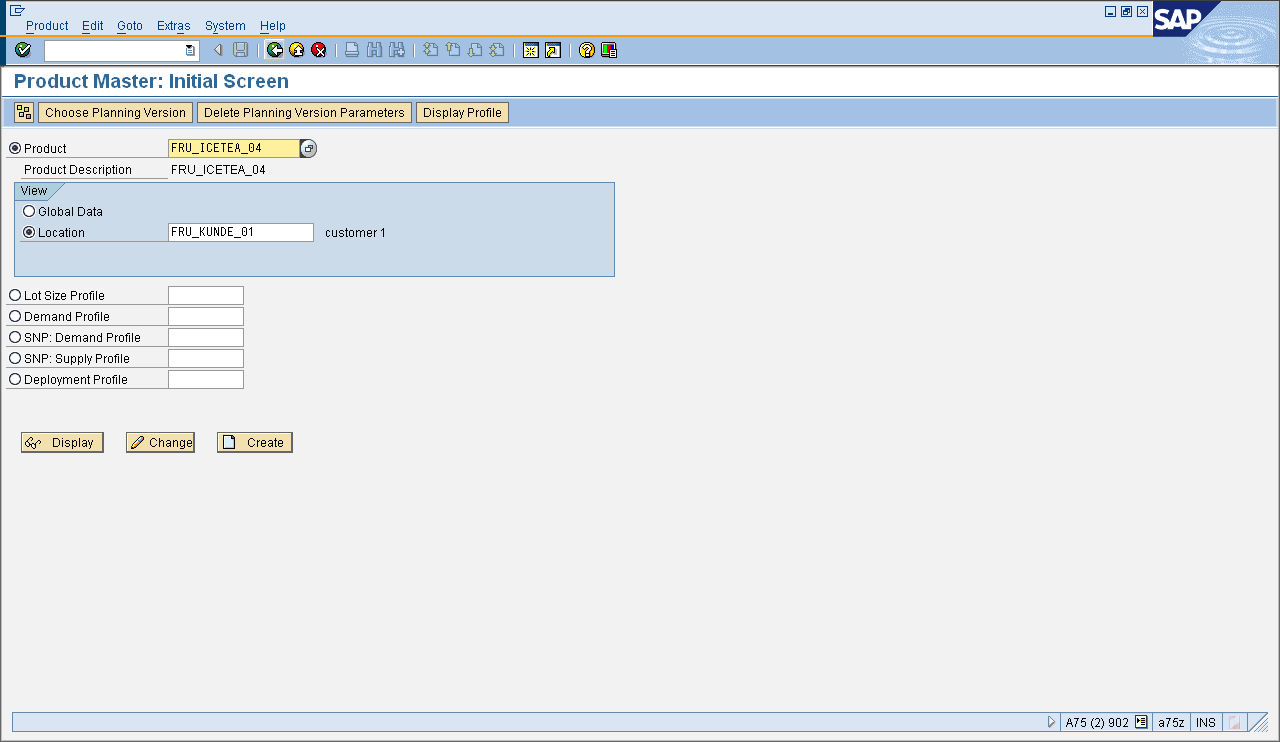 Product Edit Goto Extras System Help
SAP
Product Master: Initial Screen
Choose Planning Version Delete Planning Version Parameters Display Profile
Product FRU_ICETEA_04
Product Description FRU_ICETEA_04
View
Global Data
Location FRU_KUNDE_01 customer 1
Lot Size Profile
Demand Profile
SNP: Demand Profile
SNP: Supply Profile
Deployment Profile
Display Change Create
A75 (2) 902 a75z INS